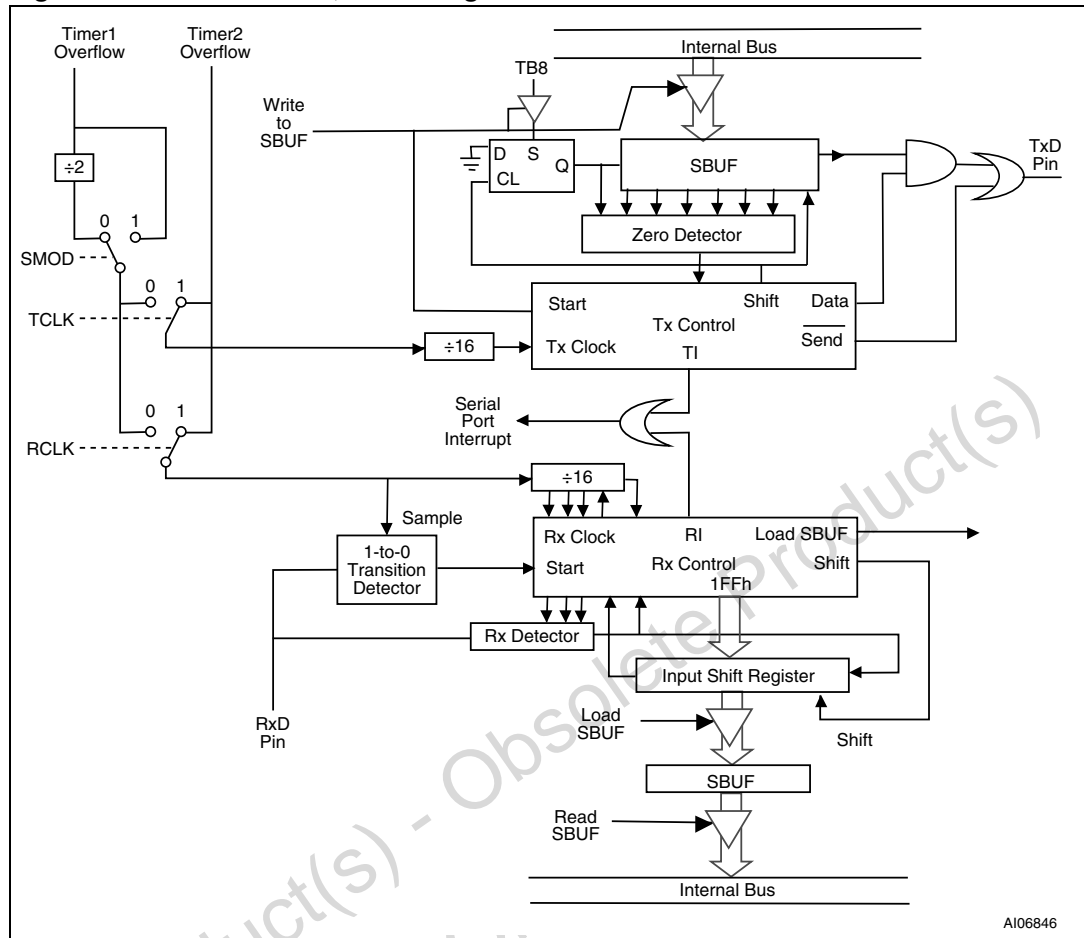 Timer1
Overflow
Timer2
Overflow
Internal Bus
TB8
Write
to
SBUF
D S
CL
Q
SBUF
TxD
Pin
÷2
Zero Detector
0 1
SMOD
Start
Shift
Data
0 1
TCLK
Tx Control
Send
÷16
Tx Clock
TI
Serial
Port
Interrupt
0 1
RCLK
÷16
Sample
Rx Clock
RI
Load SBUF
1-to-0
Transition
Detector
Start
Rx Control
Shift
1FFh
Rx Detector
Input Shift Register
RxD
Pin
Load
SBUF
Shift
SBUF
Read
SBUF
Internal Bus
AI06846
duct(s) - Obsolete Product(s)